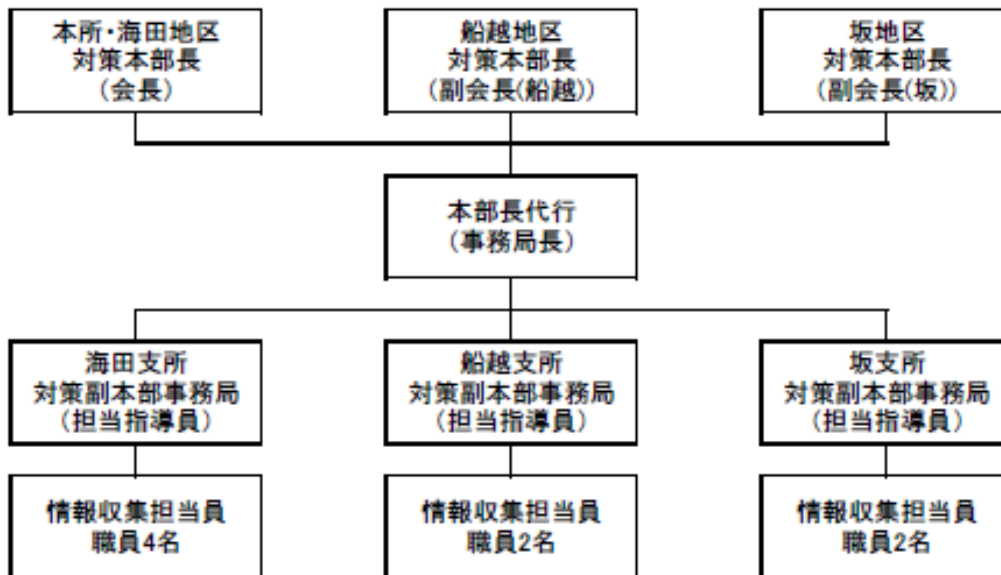 本所・海田地区
対策本部長
(会長)
船越地区
対策本部長
(副会長(船越))
坂地区
対策本部長
(副会長(坂))
本部長代行
(事務局長)
海田支所
対策副本部事務局
(担当指導員)
船越支所
対策副本部事務局
(担当指導員)
坂支所
対策副本部事務局
(担当指導員)
情報収集担当員
職員4名
情報収集担当員
職員2名
情報収集担当員
職員2名